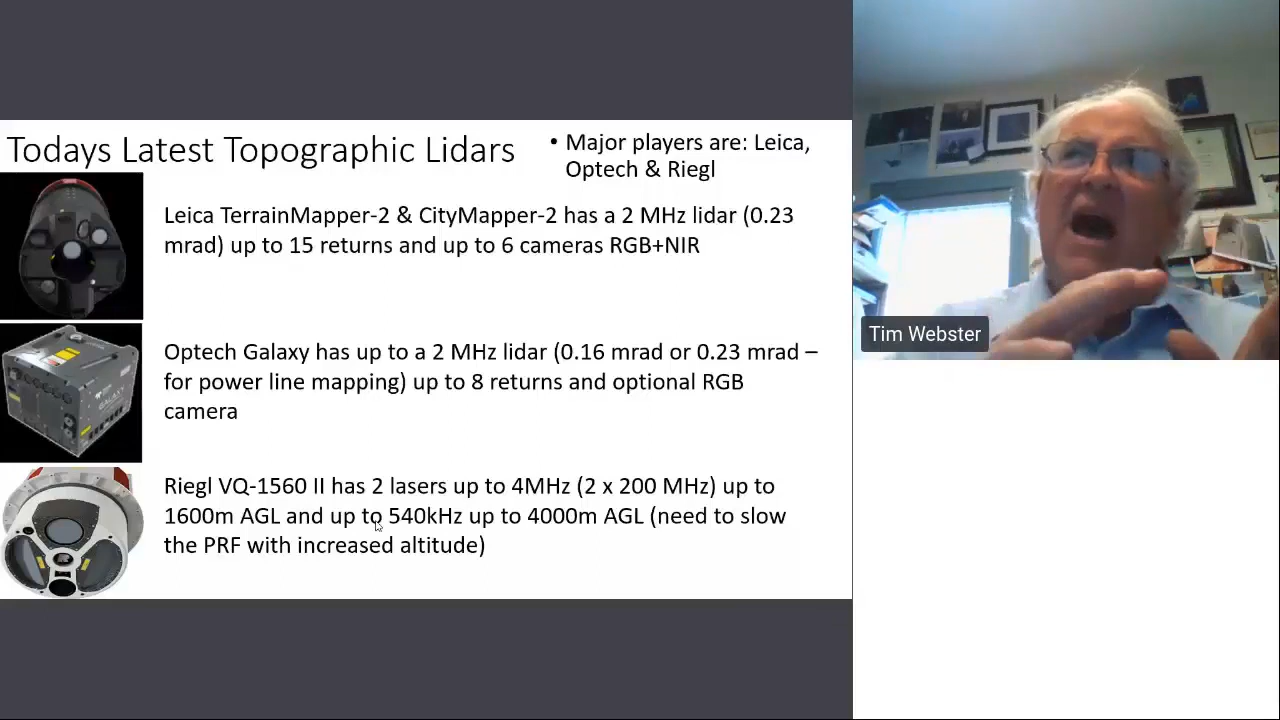 Todays Latest Topographic Lidars
• Major players are: Leica,
Optech & Riegl
Leica TerrainMapper-2 & CityMapper-2 has a 2 MHz lidar (0.23
mrad) up to 15 returns and up to 6 cameras RGB+NIR
Optech Galaxy has up to a 2 MHz lidar (0.16 mrad or 0.23 mrad –
for power line mapping) up to 8 returns and optional RGB
camera
GALAXY
Riegl VQ-1560 II has 2 lasers up to 4MHz (2 x 200 MHz) up to
1600m AGL and up to 540kHz up to 4000m AGL (need to slow
the PRF with increased altitude)
Tim Webster